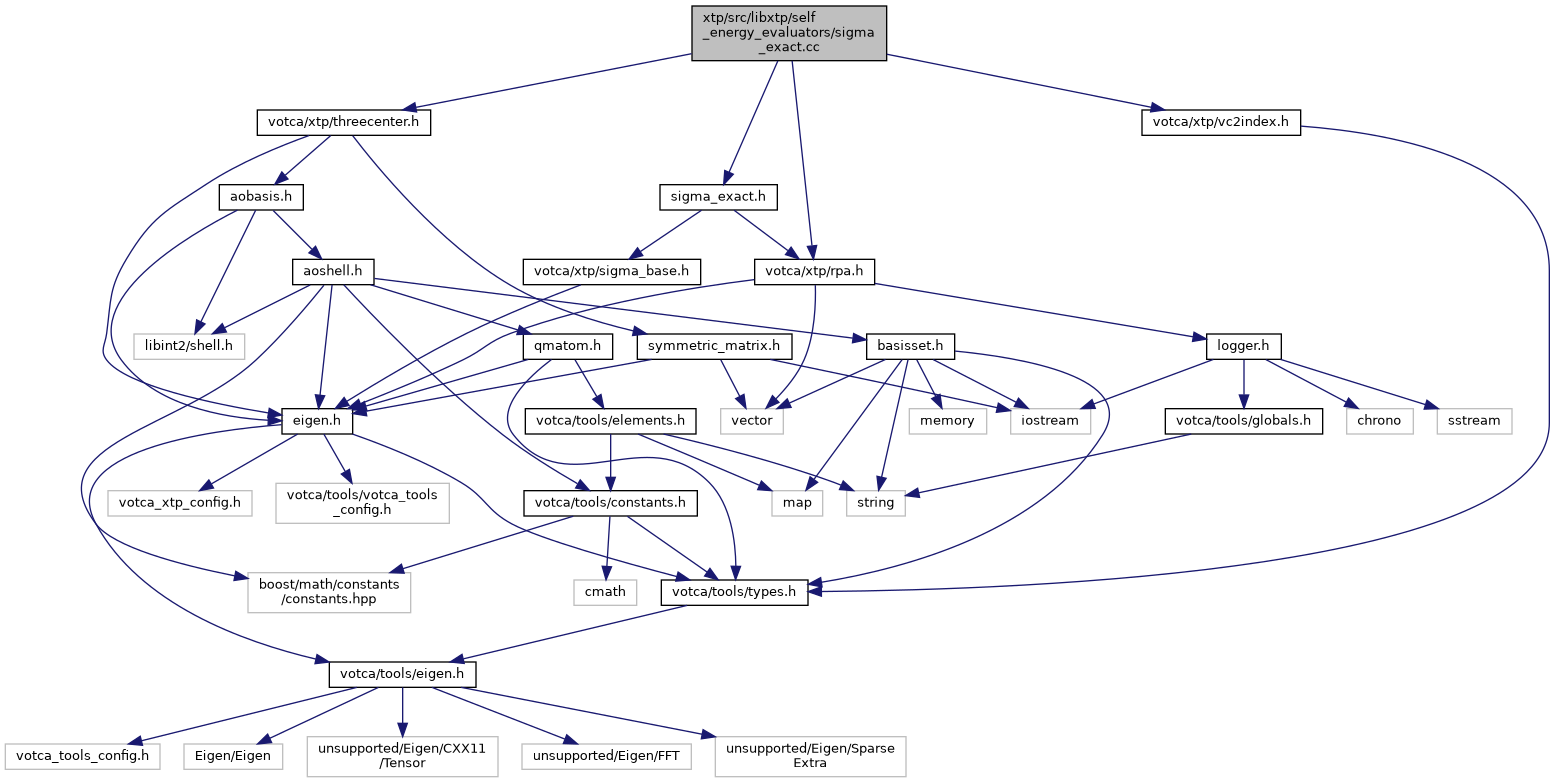 xtp/src/libxtp/self
_energy_evaluators/sigma
_exact.cc
votca/xtp/threecenter.h
votca/xtp/vc2index.h
aobasis.h
sigma_exact.h
aoshell.h
votca/xtp/sigma_base.h
votca/xtp/rpa.h
libint2/shell.h
qmatom.h
symmetric_matrix.h
basisset.h
logger.h
eigen.h
votca/tools/elements.h
vector
memory
iostream
votca/tools/globals.h
chrono
sstream
votca_xtp_config.h
votca/tools/votca_tools
_config.h
votca/tools/constants.h
map
string
boost/math/constants
/constants.hpp
cmath
votca/tools/types.h
votca/tools/eigen.h
votca_tools_config.h
Eigen/Eigen
unsupported/Eigen/CXX11
/Tensor
unsupported/Eigen/FFT
unsupported/Eigen/Sparse
Extra